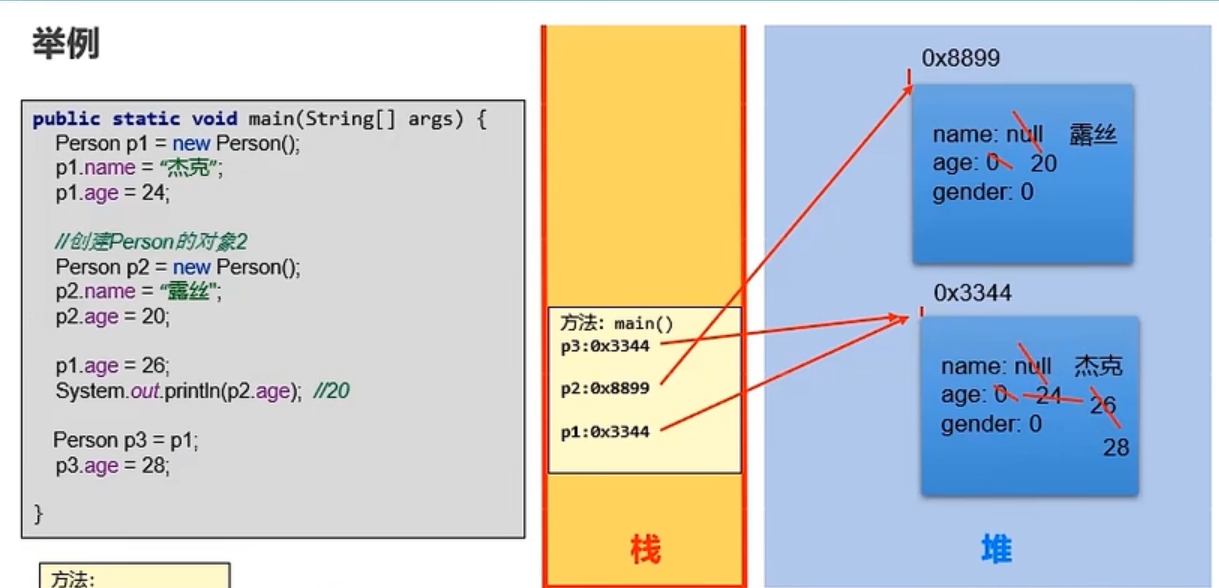 举例
public static void main(String[] args) {
Person p1 = new Person();
p1.name = “杰克”;
p1.age = 24;
//创建Person的对象2
Person p2 = new Person();
p2.name = “露丝";
p2.age = 20;
p1.age = 26;
System.out.println(p2.age); //20
Person p3 = p1;
p3.age = 28;
}
方法:
方法: main()
p3:0x3344
p2:0x8899
p1:0x3344
栈
0x8899
name: null 露丝
age: 0 20
gender: 0
0x3344
name: null 杰克
age: 0 24 26
gender: 0
28
堆